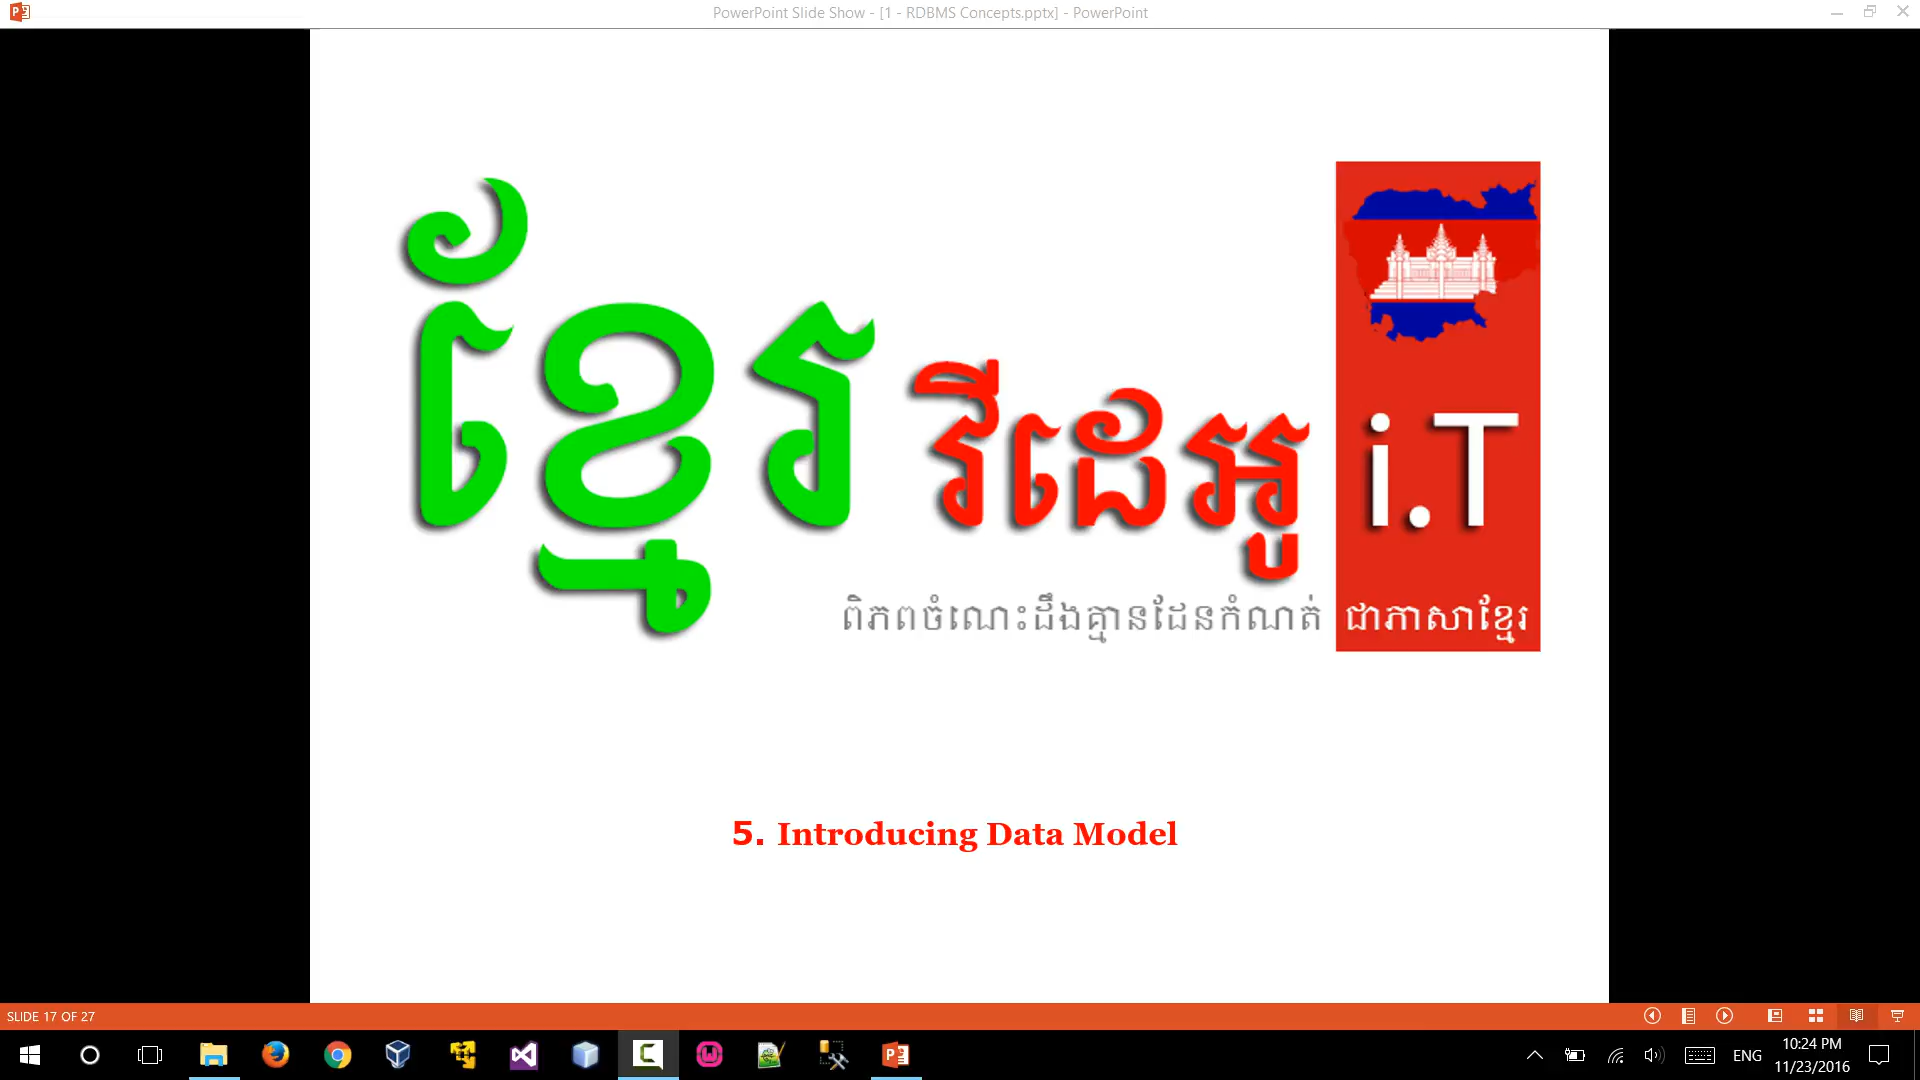 PowerPoint Slide Show - [1 - RDBMS Concepts.pptx] - PowerPoint
ខ្មែរ វីដេអូ i.T
ពិភពចំណេះដឹងគ្មានដែនកំណត់ ជាភាសាខ្មែរ
5. Introducing Data Model
SLIDE 17 OF 27
ENG
10:24 PM
11/23/2016